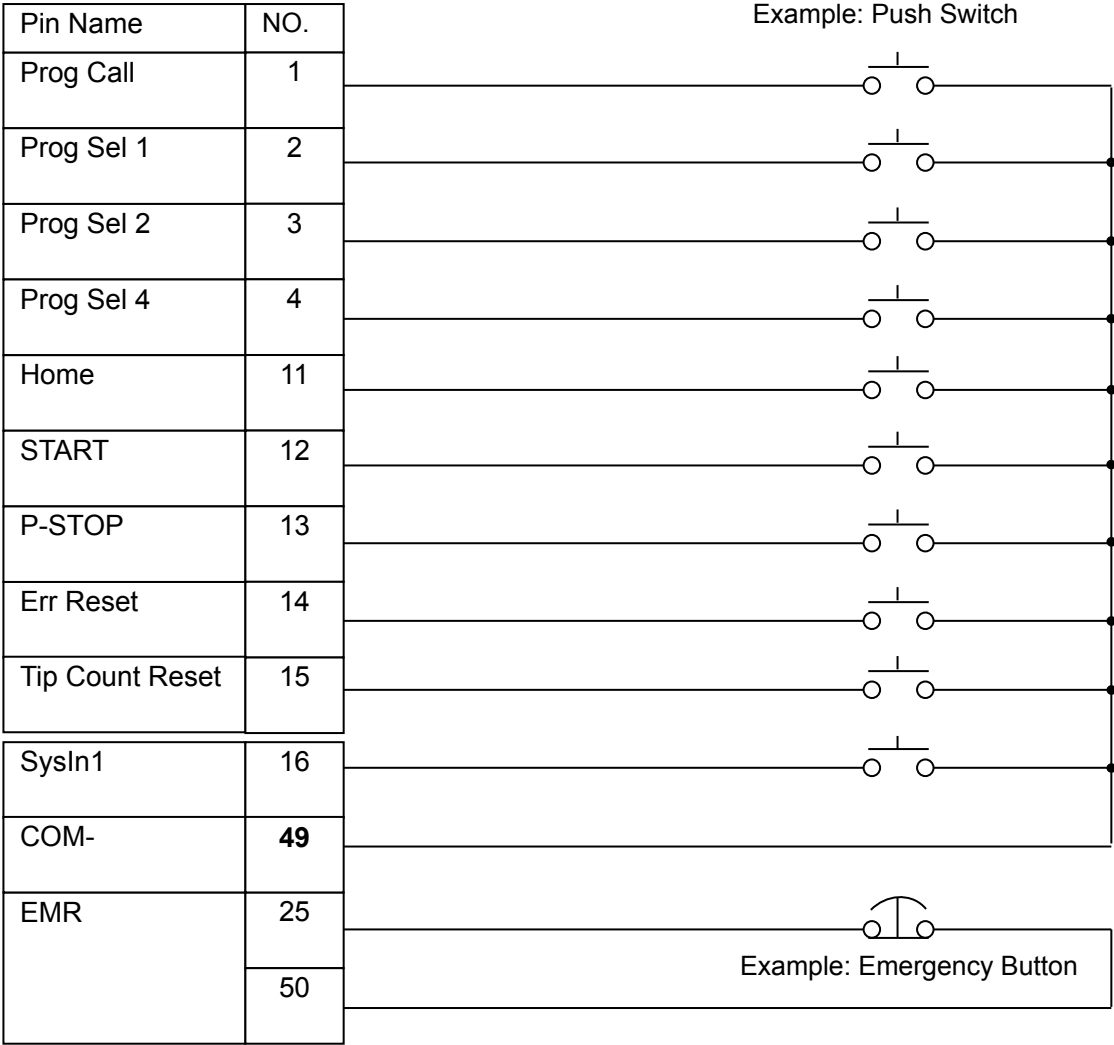 Example: Push Switch
Pin Name NO.
Prog Call 1
Prog Sel 1 2
Prog Sel 2 3
Prog Sel 4 4
Home 11
START 12
P-STOP 13
Err Reset 14
Tip Count Reset 15
SysIn1 16
COM- 49
EMR 25
Example: Emergency Button
50